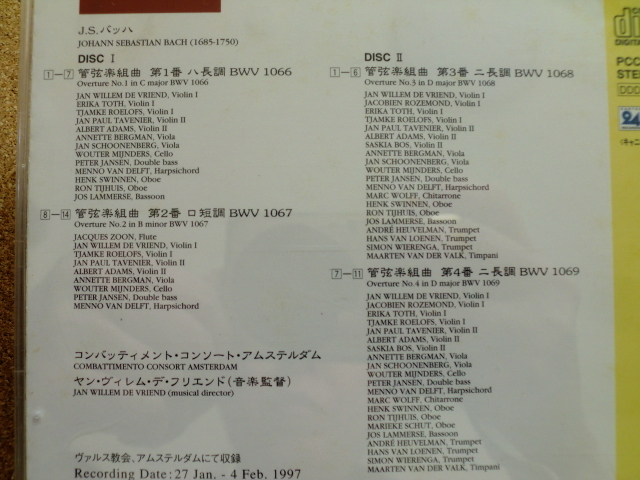 J.S.バッハ
JOHANN SEBASTIAN BACH (1685-1750)
DISC Ⅰ
1-7 管弦楽組曲 第1番 ハ長調 BWV 1066
Overture No.1 in C major BWV 1066
JAN WILLEM DE VRIEND, Violin I
ERIKA TOTH, Violin I
TJAMKE ROELOFS, Violin II
JAN PAUL TAVENIER, Violin II
ALBERT ADAMS, Violin II
ANNETTE BERGMAN, Viola
JAN SCHOONENBERG, Viola
WOUTER MIJNDERS, Cello
PETER JANSEN, Double bass
MENNO VAN DELFT, Harpsichord
HENK SWINNEN, Oboe
RON TIJHUIS, Oboe
JOS LAMMERSE, Bassoon
8-14 管弦楽組曲 第2番 ロ短調 BWV 1067
Overture No.2 in B minor BWV 1067
JACQUES ZOON, Flute
JAN WILLEM DE VRIEND, Violin I
TJAMKE ROELOFS, Violin II
JAN PAUL TAVENIER, Violin II
ALBERT ADAMS, Violin II
ANNETTE BERGMAN, Viola
WOUTER MIJNDERS, Cello
PETER JANSEN, Double bass
MENNO VAN DELFT, Harpsichord
コンバッティメント・コンソート・アムステルダム
COMBATTIMENTO CONSORT AMSTERDAM
ヤン・ヴィレム・デ・フリエンド(音楽監督)
JAN WILLEM DE VRIEND (musical director)
ヴァルス教会、アムステルダムにて収録
Recording Date: 27 Jan. - 4 Feb. 1997
DISC Ⅱ
1-6 管弦楽組曲 第3番 ニ長調 BWV 1068
Overture No.3 in D major BWV 1068
JAN WILLEM DE VRIEND, Violin I
JACOBIEN ROZEMOND, Violin I
ERIKA TOTH, Violin I
TJAMKE ROELOFS, Violin II
JAN PAUL TAVENIER, Violin II
ALBERT ADAMS, Violin II
SASKIA BOS, Violin II
ANNETTE BERGMAN, Viola
JAN SCHOONENBERG, Viola
WOUTER MIJNDERS, Cello
PETER JANSEN, Double bass
MENNO VAN DELFT, Harpsichord
MARC WOLFF, Chitarrone
HENK SWINNEN, Oboe
RON TIJHUIS, Oboe
JOS LAMMERSE, Bassoon
ANDRÉ HEUVELMAN, Trumpet
HANS VAN LOENEN, Trumpet
SIMON WIERENGA, Trumpet
MAARTEN VAN DER VALK, Timpani
7-11 管弦楽組曲 第4番 ニ長調 BWV 1069
Overture No.4 in D major BWV 1069
JAN WILLEM DE VRIEND, Violin I
JACOBIEN ROZEMOND, Violin I
ERIKA TOTH, Violin I
TJAMKE ROELOFS, Violin II
JAN PAUL TAVENIER, Violin II
ALBERT ADAMS, Violin II
SASKIA BOS, Violin II
ANNETTE BERGMAN, Viola
JAN SCHOONENBERG, Viola
WOUTER MIJNDERS, Cello
PETER JANSEN, Double bass
MENNO VAN DELFT, Harpsichord
MARC WOLFF, Chitarrone
HENK SWINNEN, Oboe
RON TIJHUIS, Oboe
MARIEKE SCHUT, Oboe
JOS LAMMERSE, Bassoon
ANDRÉ HEUVELMAN, Trumpet
HANS VAN LOENEN, Trumpet
SIMON WIERENGA, Trumpet
MAARTEN VAN DER VALK, Timpani
PCC
STE
DDD
24